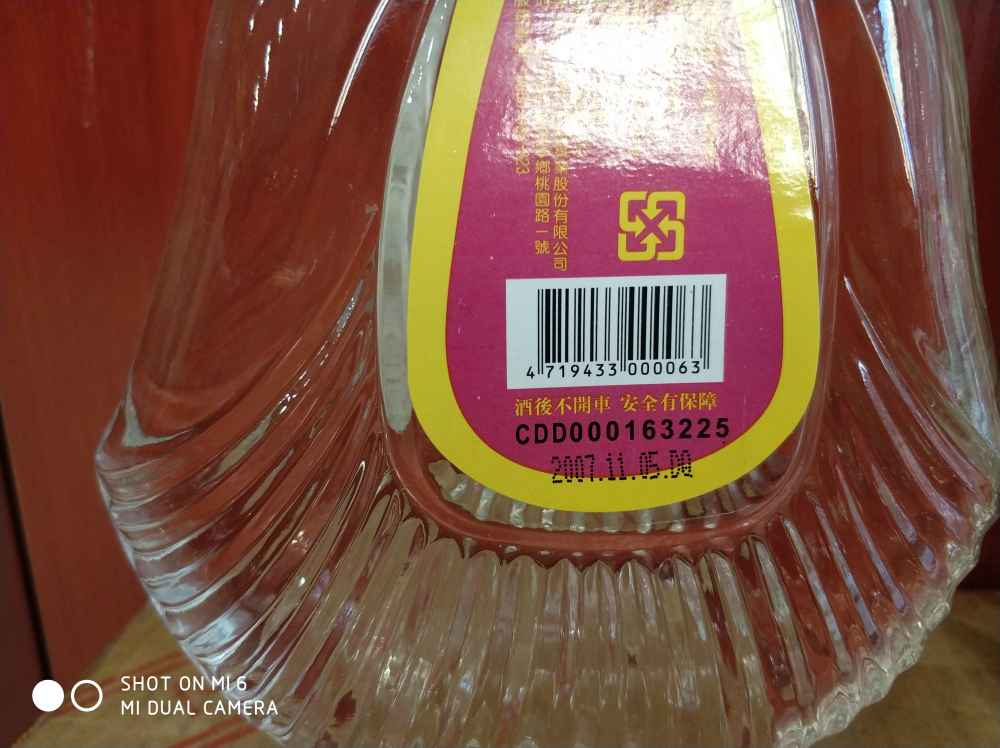 業股份有限公司
鄉桃園路一號
4 719433 000063
酒後不開車 安全有保障
CDD000163225
2007.11.05.DQ
SHOT ON MI 6
MI DUAL CAMERA